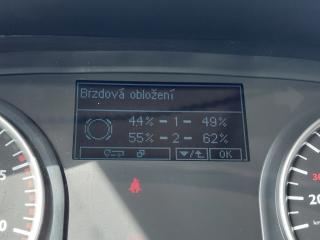 Brzdová obložení
44% - 1 - 49%
55% - 2 - 62%
OK